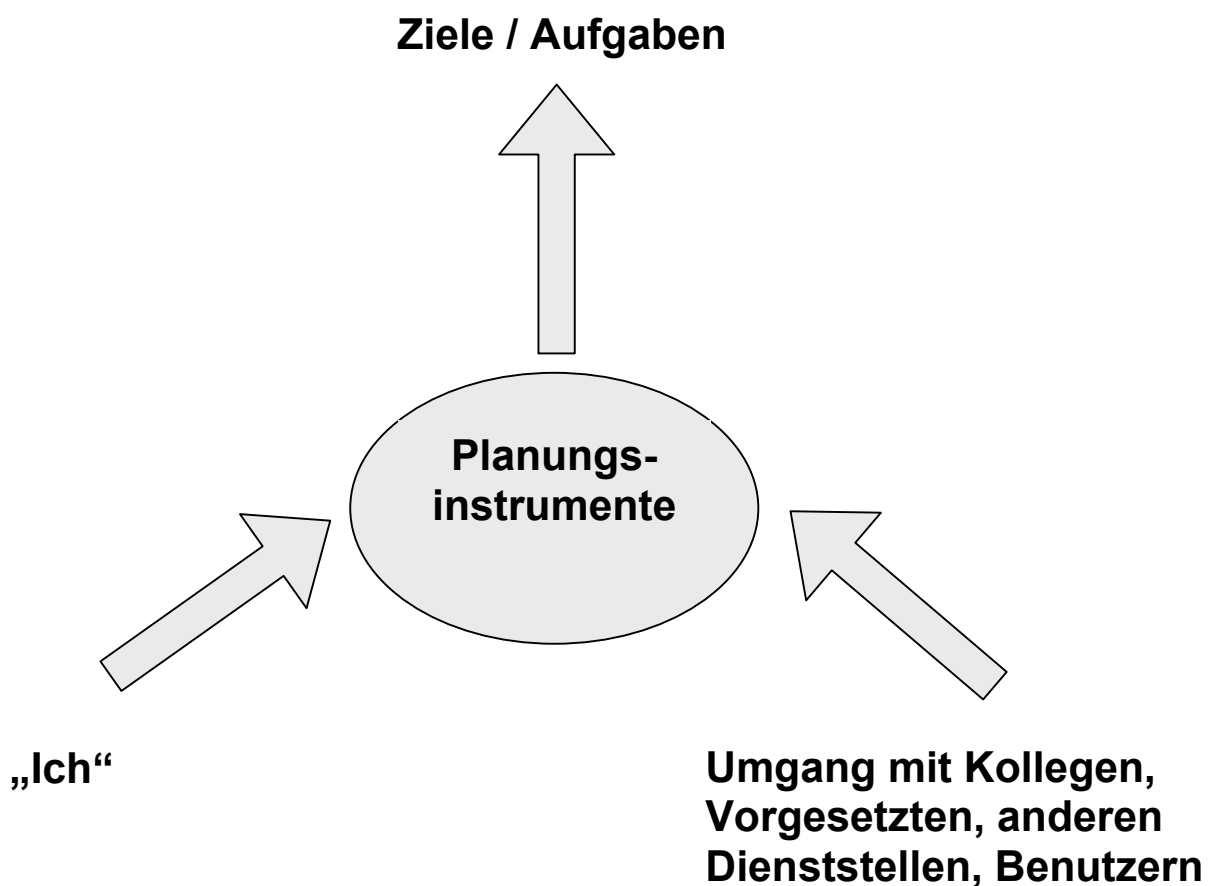 Ziele / Aufgaben
Planungs-
instrumente
„Ich“
Umgang mit Kollegen,
Vorgesetzten, anderen
Dienststellen, Benutzern